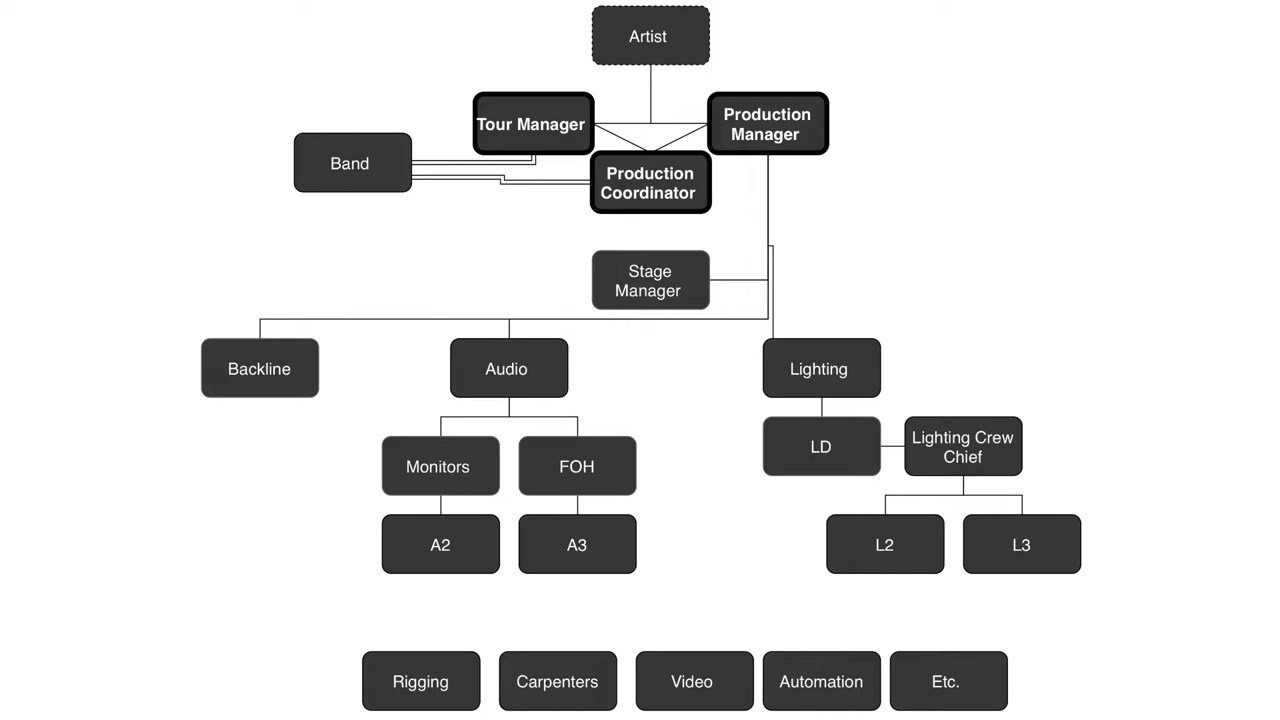 Artist
Tour Manager
Production
Manager
Band
Production
Coordinator
Stage
Manager
Backline
Audio
Lighting
Monitors
FOH
LD
Lighting Crew
Chief
A2
A3
L2
L3
Rigging
Carpenters
Video
Automation
Etc.